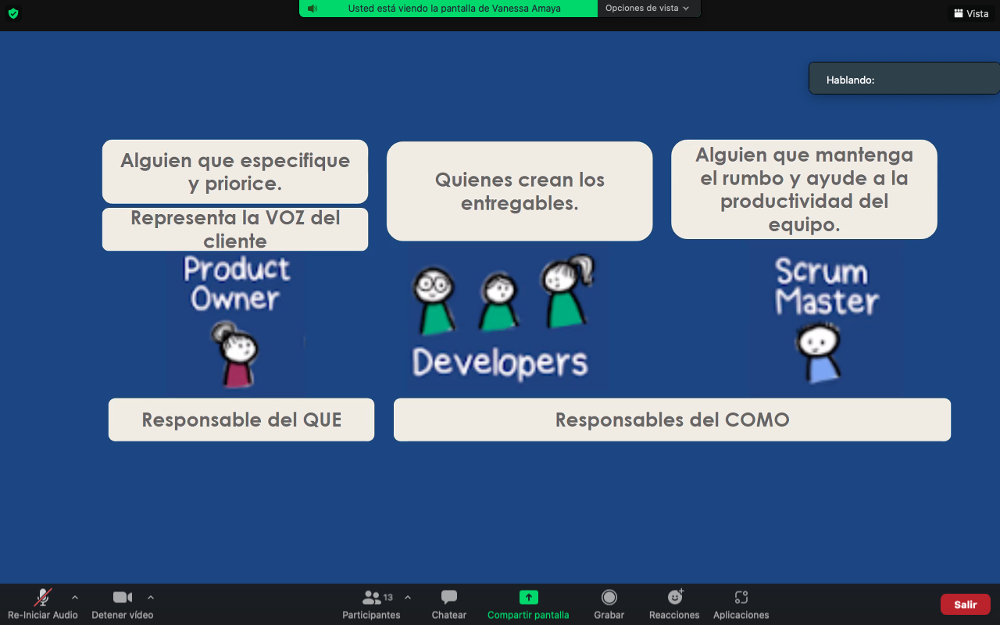 Usted está viendo la pantalla de Vanessa Amaya
Opciones de vista
Vista
Hablando:
Alguien que especifique
y priorice.
Representa la VOZ del
cliente
Quienes crean los
entregables.
Alguien que mantenga
el rumbo y ayude a la
productividad del
equipo.
Product
Owner
Developers
Scrum
Master
Responsable del QUE
Responsables del COMO
Re-Iniciar Audio
Detener vídeo
13
Participantes
Chatear
Compartir pantalla
Grabar
Reacciones
Aplicaciones
Salir